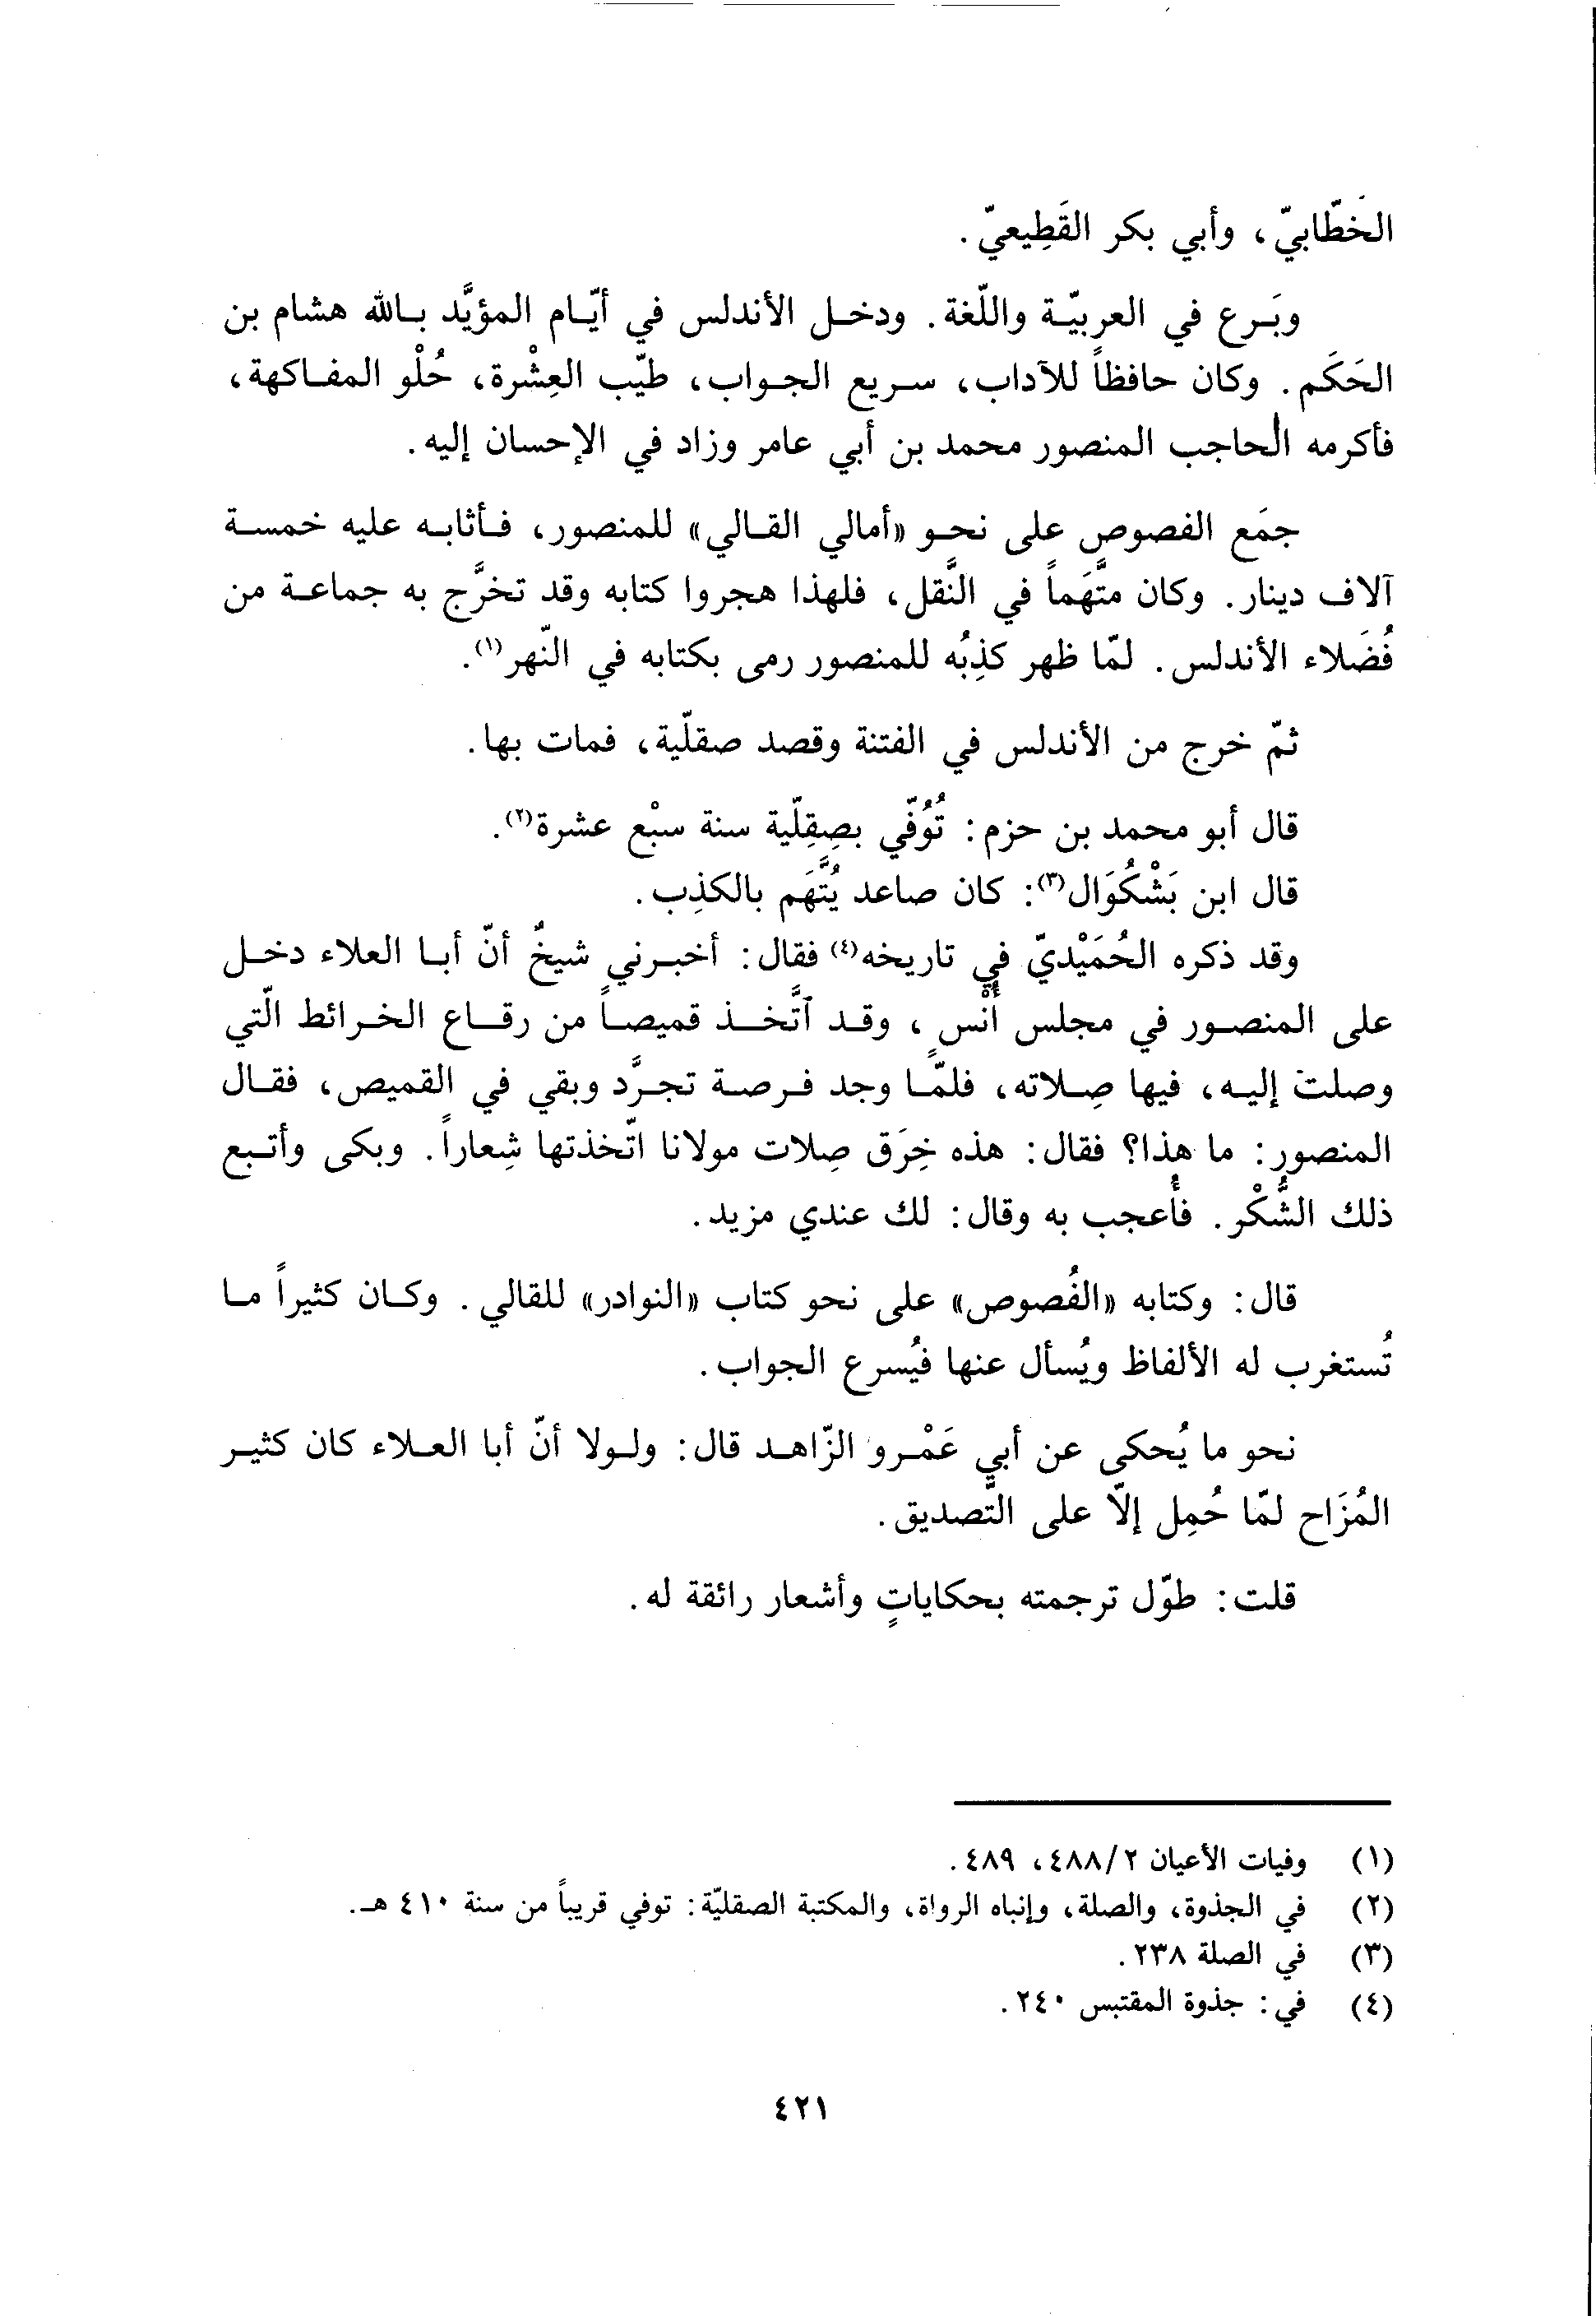 الخَطّابيّ، وأبي بكر القَطِيعيّ.
وبَرع في العربيّة واللّغة. ودخل الأندلس في أيّام المؤيَّد بالله هشام بن
الحَكَم. وكان حافظاً للآداب، سريع الجواب، طيّب العِشْرة، حُلْو المفاكهة،
فأكرمه الحاجب المنصور محمد بن أبي عامر وزاد في الإحسان إليه.
جمَع الفصوص على نحو «أمالي القالي» للمنصور، فأثابه عليه خمسة
آلاف دينار. وكان متَّهَماً في النَّقل، فلهذا هجروا كتابه وقد تخرَّج به جماعة من
فُضَلاء الأندلس. لمّا ظهر كذِبُه للمنصور رمى بكتابه في النّهر(١).
ثمّ خرج من الأندلس في الفتنة وقصد صقلّية، فمات بها.
قال أبو محمد بن حزم: تُوُفّي بصِقِلّية سنة سبْع عشرة(٢).
قال ابن بَشْكُوَال(٣): كان صاعد يُتَّهَم بالكذِب.
وقد ذكره الحُمَيْديّ في تاريخه(٤) فقال: أخبرني شيخٌ أنّ أبا العلاء دخل
على المنصور في مجلس أُنْسٍ، وقد ٱتَّخذ قميصاً من رقاع الخرائط الّتي
وصلت إليه، فيها صِلاته، فلمّا وجد فرصة تجرَّد وبقي في القميص، فقال
المنصور: ما هذا؟ فقال: هذه خِرَق صِلات مولانا اتّخذتها شِعاراً. وبكى وأتبع
ذلك الشُّكْر. فأُعجب به وقال: لك عندي مزيد.
قال: وكتابه «الفُصوص» على نحو كتاب «النوادر» للقالي. وكان كثيراً ما
تُستغرب له الألفاظ ويُسأل عنها فيُسرع الجواب.
نحو ما يُحكى عن أبي عَمْرو الزّاهد قال: ولولا أنّ أبا العلاء كان كثير
المُزَاح لمّا حُمِل إلّا على التَّصديق.
قلت: طوّل ترجمته بحكاياتٍ وأشعار رائقة له.
(١) وفيات الأعيان ٤٨٨/٢، ٤٨٩.
(٢) في الجذوة، والصلة، وإنباه الرواة، والمكتبة الصقليّة: توفي قريباً من سنة ٤١٠ هـ.
(٣) في الصلة ٢٣٨.
(٤) في: جذوة المقتبس ٢٤٠.
٤٢١